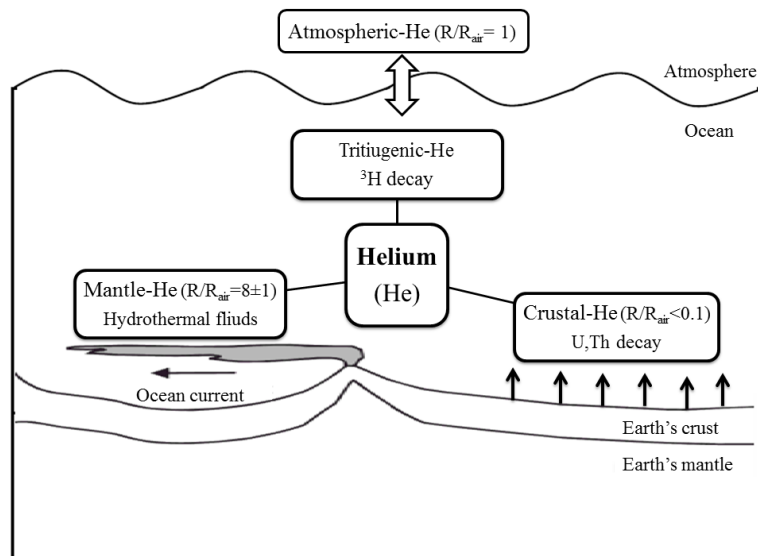 Atmospheric-He (R/Rair= 1)
Atmosphere
Ocean
Tritiugenic-He
³H decay
Helium
(He)
Mantle-He (R/Rair=8±1)
Hydrothermal fliuds
Crustal-He (R/Rair<0.1)
U,Th decay
Ocean current
Earth’s crust
Earth’s mantle